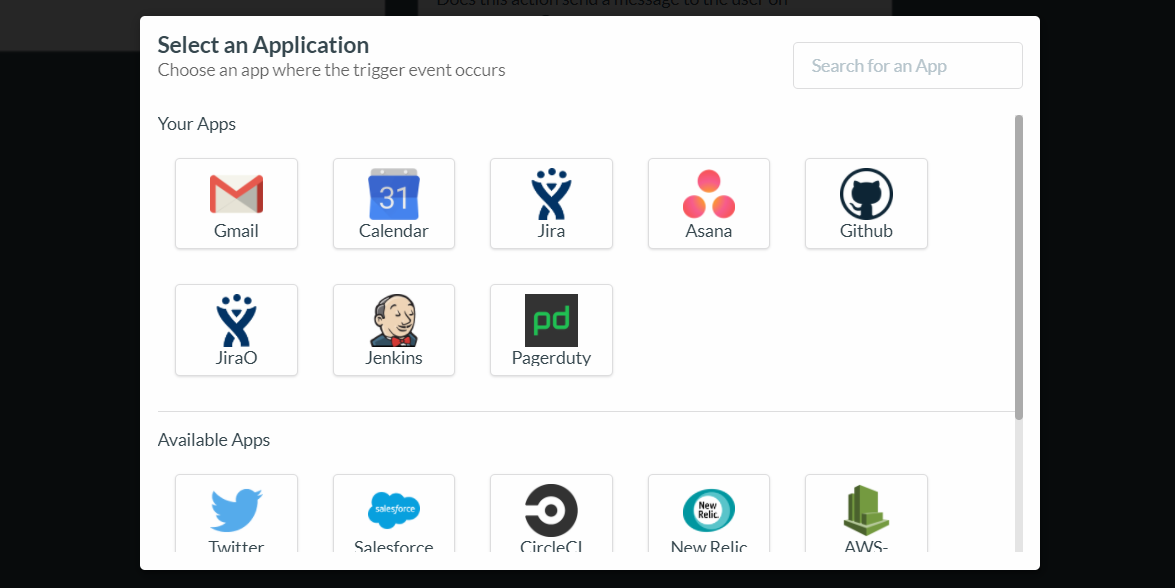 Does this action send a message to the user on
Select an Application
Choose an app where the trigger event occurs
Search for an App
Your Apps
31
Gmail
Calendar
Jira
Asana
Github
pd
JiraO
Jenkins
Pagerduty
Available Apps
salesforce
New
Relic.
Twitter
Salesforce
CircleCI
New Relic
AWS-